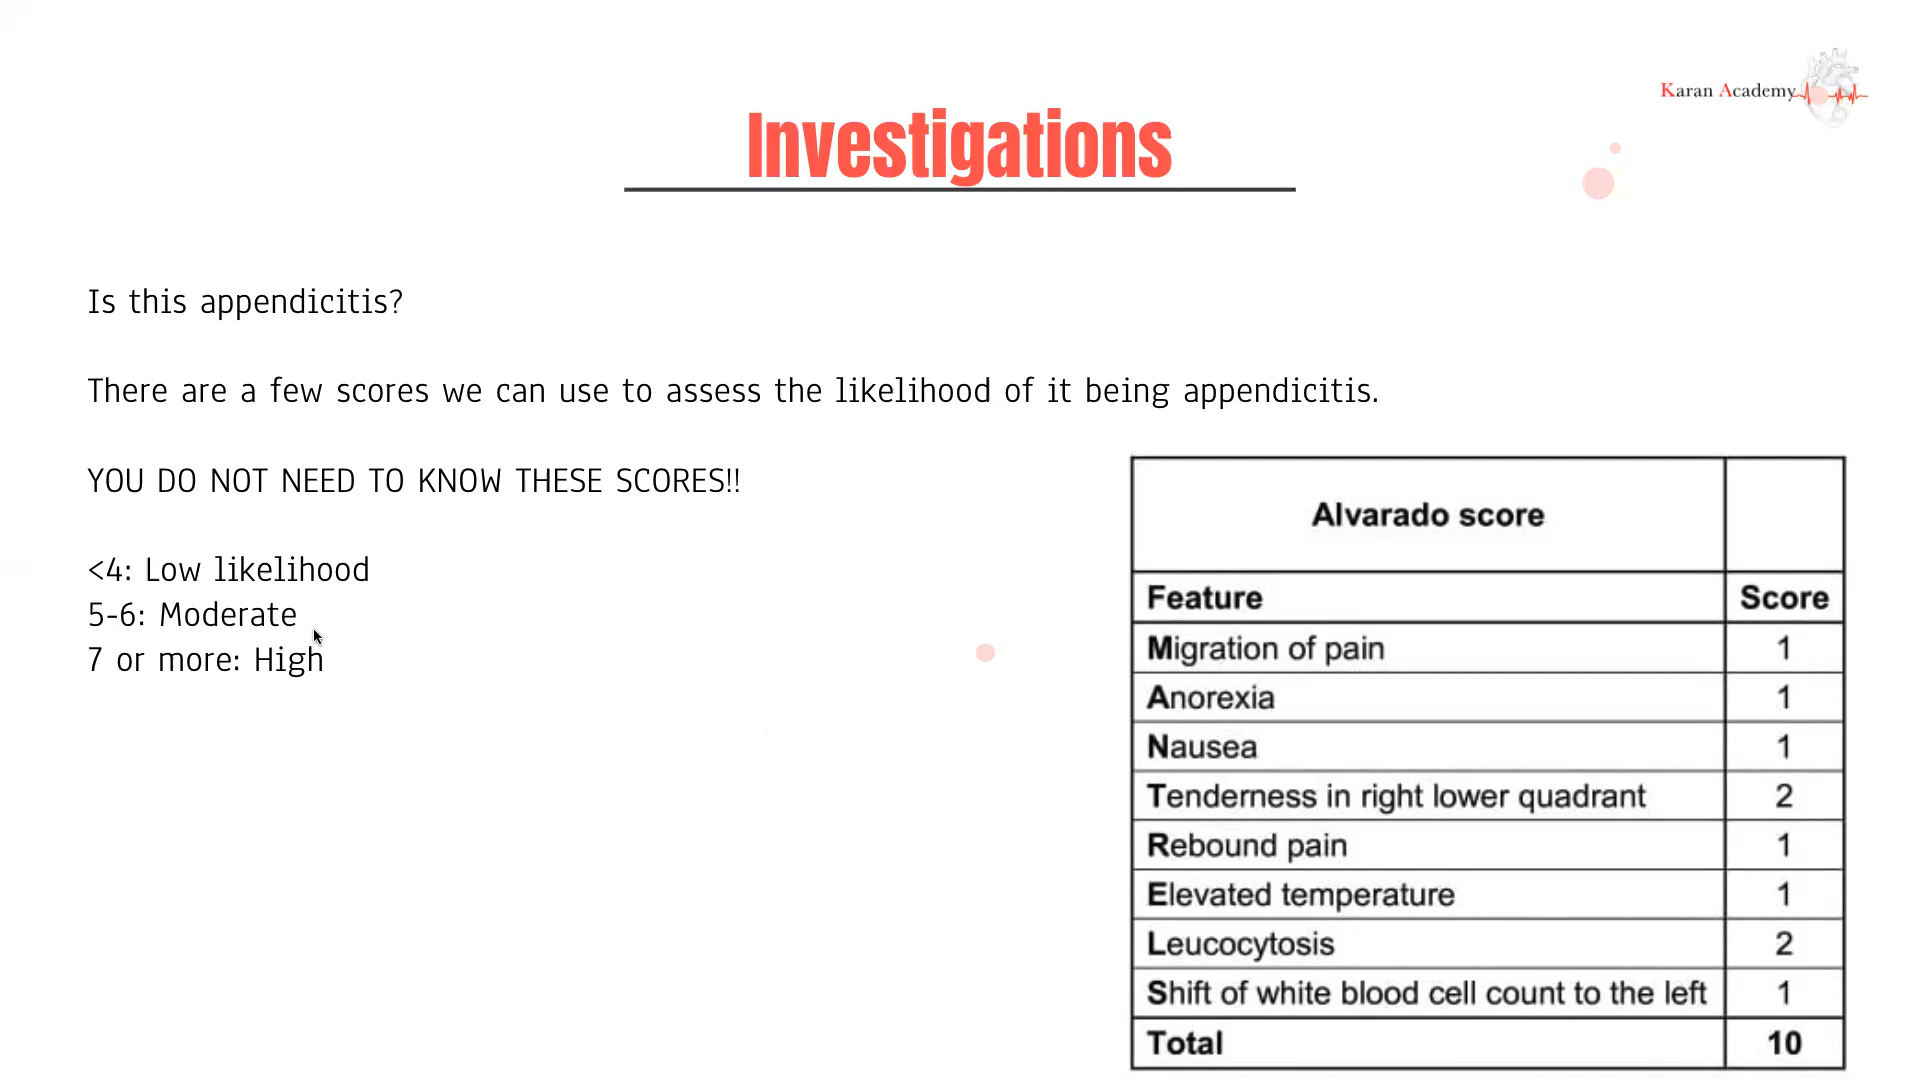 Karan Academy
Investigations
Is this appendicitis?
There are a few scores we can use to assess the likelihood of it being appendicitis.
YOU DO NOT NEED TO KNOW THESE SCORES!!
<4: Low likelihood
5-6: Moderate
7 or more: High
Alvarado score
Feature Score
Migration of pain 1
Anorexia 1
Nausea 1
Tenderness in right lower quadrant 2
Rebound pain 1
Elevated temperature 1
Leucocytosis 2
Shift of white blood cell count to the left 1
Total 10